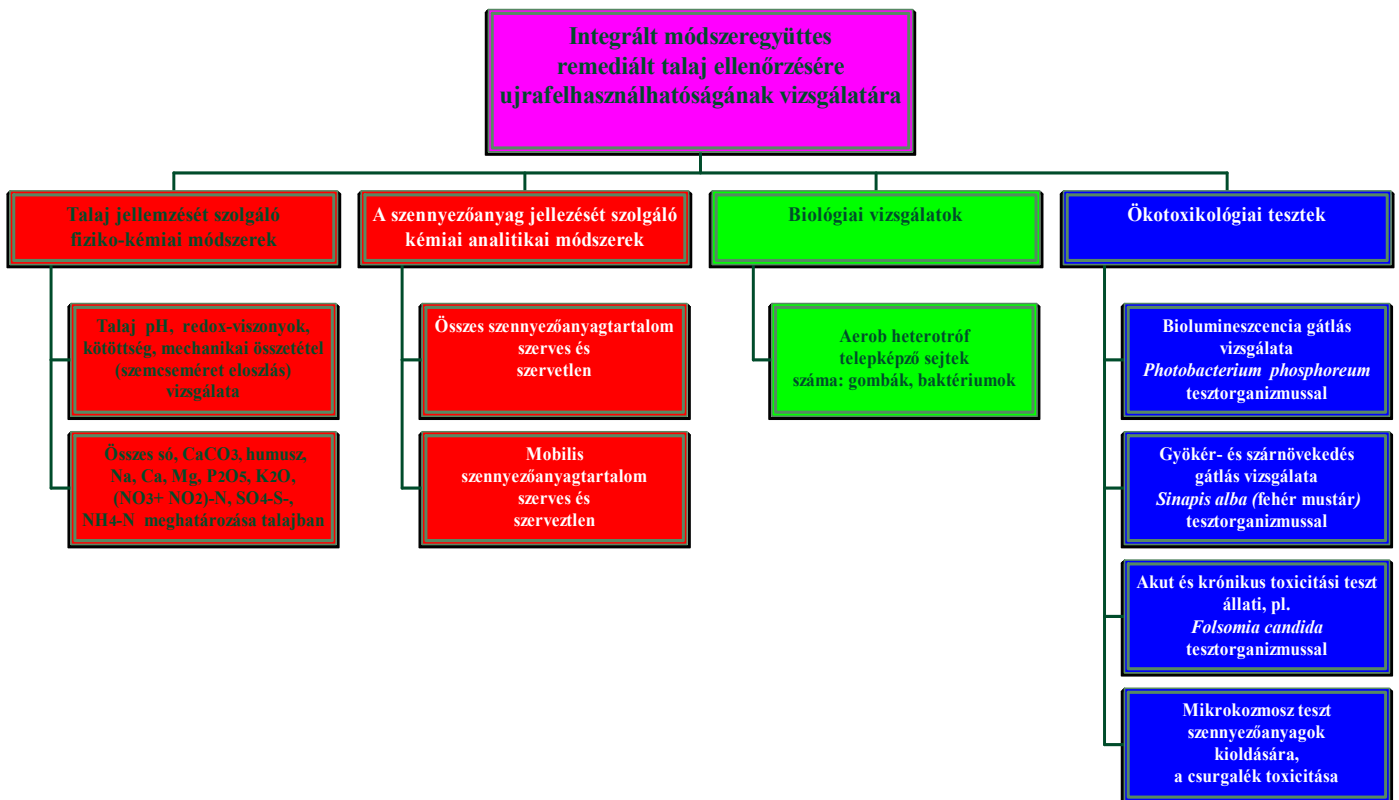 Integrált módszeregyüttes
remediált talaj ellenőrzésére
ujrafelhasználhatóságának vizsgálatára
Talaj jellemzését szolgáló
fiziko-kémiai módszerek
Talaj pH, redox-viszonyok,
kötöttség, mechanikai összetétel
(szemcseméret eloszlás)
vizsgálata
Összes só, CaCO3, humusz,
Na, Ca, Mg, P2O5, K2O,
(NO3+ NO2)-N, SO4-S-,
NH4-N meghatározása talajban
A szennyezőanyag jellezését szolgáló
kémiai analitikai módszerek
Összes szennyezőanyagtartalom
szerves és
szervetlen
Mobilis
szennyezőanyagtartalom
szerves és
szerveztlen
Biológiai vizsgálatok
Aerob heterotróf
telepképző sejtek
száma: gombák, baktériumok
Ökotoxikológiai tesztek
Biolumineszcencia gátlás
vizsgálata
Photobacterium phosphoreum
tesztorganizmussal
Gyökér- és szárnövekedés
gátlás vizsgálata
Sinapis alba (fehér mustár)
tesztorganizmussal
Akut és krónikus toxicitási teszt
állati, pl.
Folsomia candida
tesztorganizmussal
Mikrokozmosz teszt
szennyezőanyagok
kioldására,
a csurgalék toxicitása